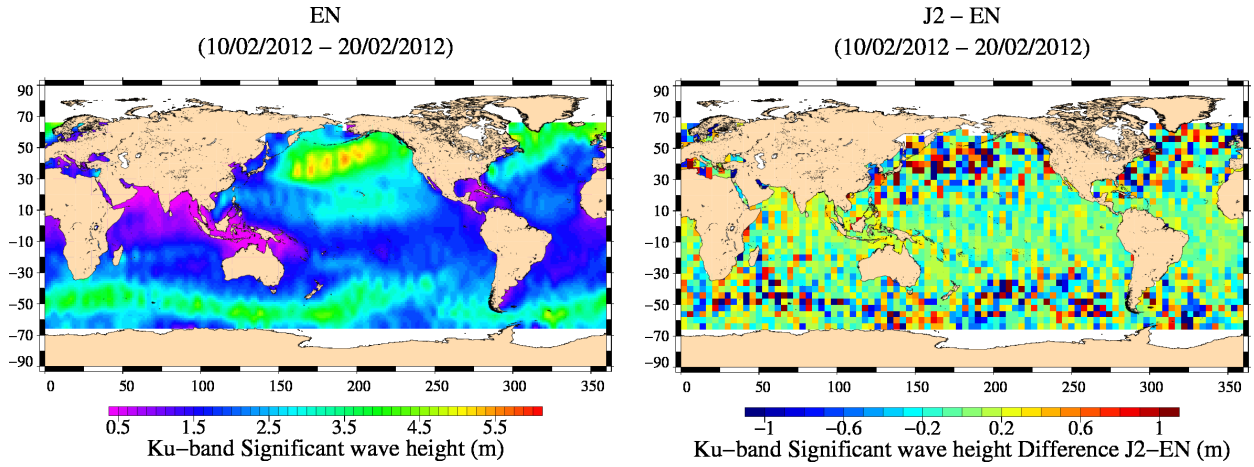 EN
(10/02/2012 − 20/02/2012)
90
70
50
30
10
−10
−30
−50
−70
−90
0 50 100 150 200 250 300 350
0.5 1.5 2.5 3.5 4.5 5.5
Ku−band Significant wave height (m)
J2 − EN
(10/02/2012 − 20/02/2012)
90
70
50
30
10
−10
−30
−50
−70
−90
0 50 100 150 200 250 300 350
−1 −0.6 −0.2 0.2 0.6 1
Ku−band Significant wave height Difference J2−EN (m)